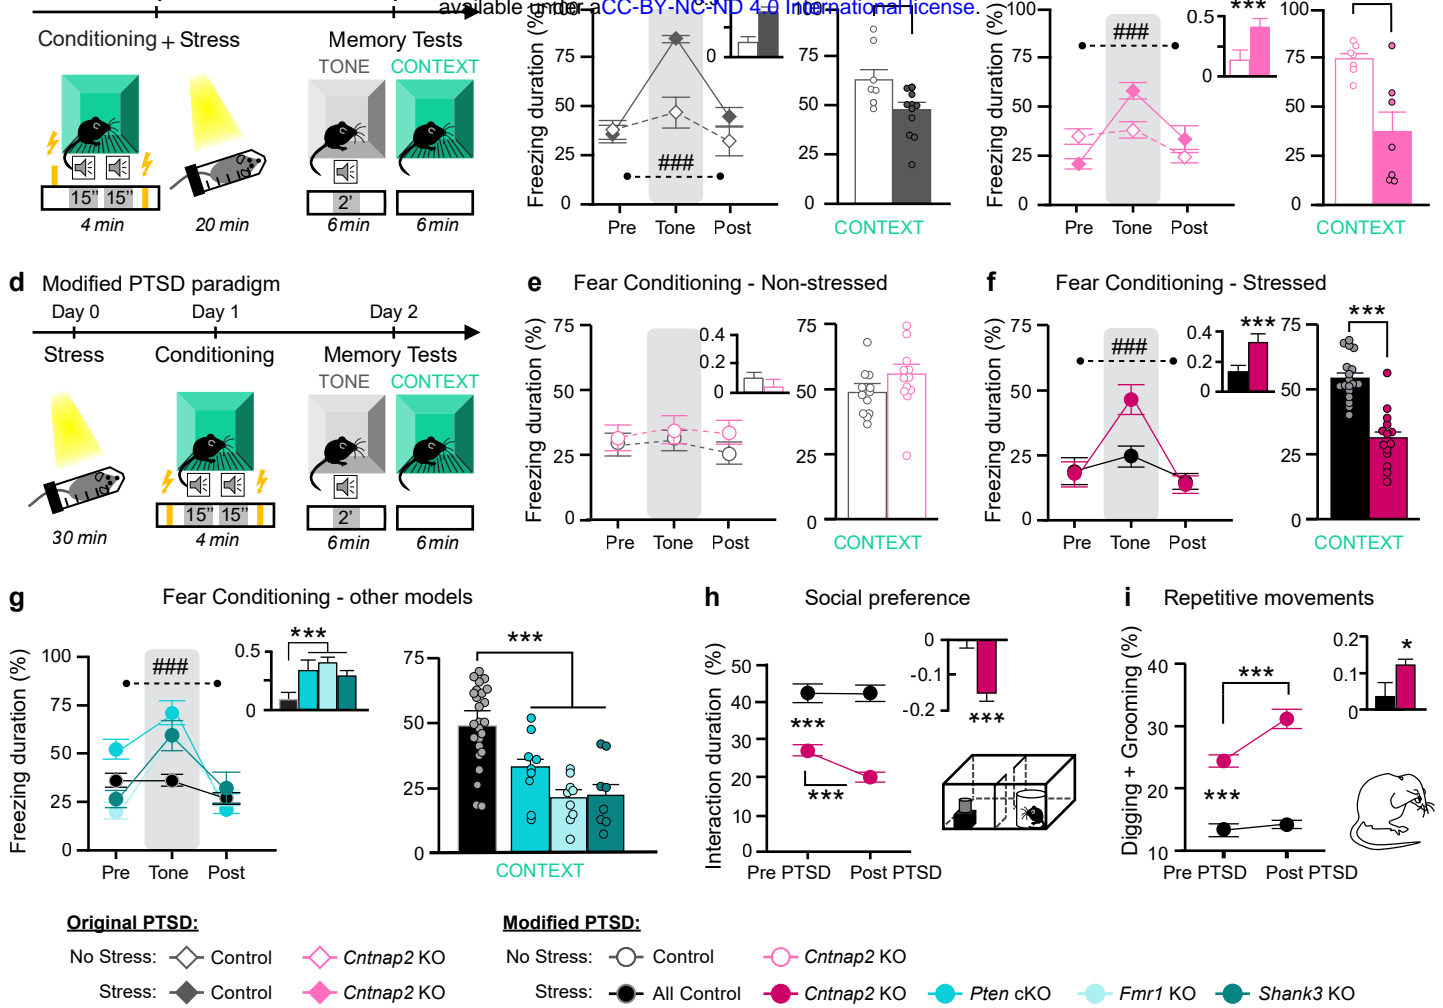 available under aCC-BY-NC-ND 4.0 International license.
Conditioning + Stress
Memory Tests
TONE CONTEXT
15’’ 15’’
4 min 20 min
2’
6min 6min
Freezing duration (%)
100
75
50
25
0
###
Pre Tone Post
0
100
75
50
25
0
CONTEXT
Freezing duration (%)
100
75
50
25
0
###
Pre Tone Post
0.5
0
***
100
75
50
25
0
CONTEXT
d Modified PTSD paradigm
Day 0 Day 1 Day 2
Stress Conditioning Memory Tests
TONE CONTEXT
15’’ 15’’
2’
30 min 4 min 6min 6min
e Fear Conditioning - Non-stressed
Freezing duration (%)
75
50
25
0
Pre Tone Post
0.4
0.2
0
75
50
25
0
CONTEXT
f Fear Conditioning - Stressed
Freezing duration (%)
75
50
25
0
###
Pre Tone Post
0.4
0.2
0
***
75
50
25
0
***
CONTEXT
g Fear Conditioning - other models
Freezing duration (%)
100
75
50
25
0
###
Pre Tone Post
0.5
0
***
75
50
25
0
***
CONTEXT
h Social preference
Interaction duration (%)
50
40
30
20
10
0
***
***
Pre PTSD Post PTSD
0
-0.1
-0.2
***
i Repetitive movements
Digging + Grooming (%)
40
30
20
10
***
***
Pre PTSD Post PTSD
0.2
0.1
0
*
Original PTSD:
No Stress: Control Cntnap2 KO
Stress: Control Cntnap2 KO
Modified PTSD:
No Stress: Control Cntnap2 KO
Stress: All Control Cntnap2 KO Pten cKO Fmr1 KO Shank3 KO